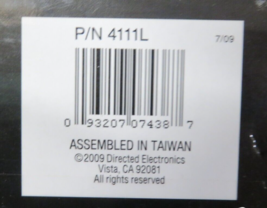 P/N 4111L
7/09
0 93207 07438 7
ASSEMBLED IN TAIWAN
©2009 Directed Electronics
Vista, CA 92081
All rights reserved